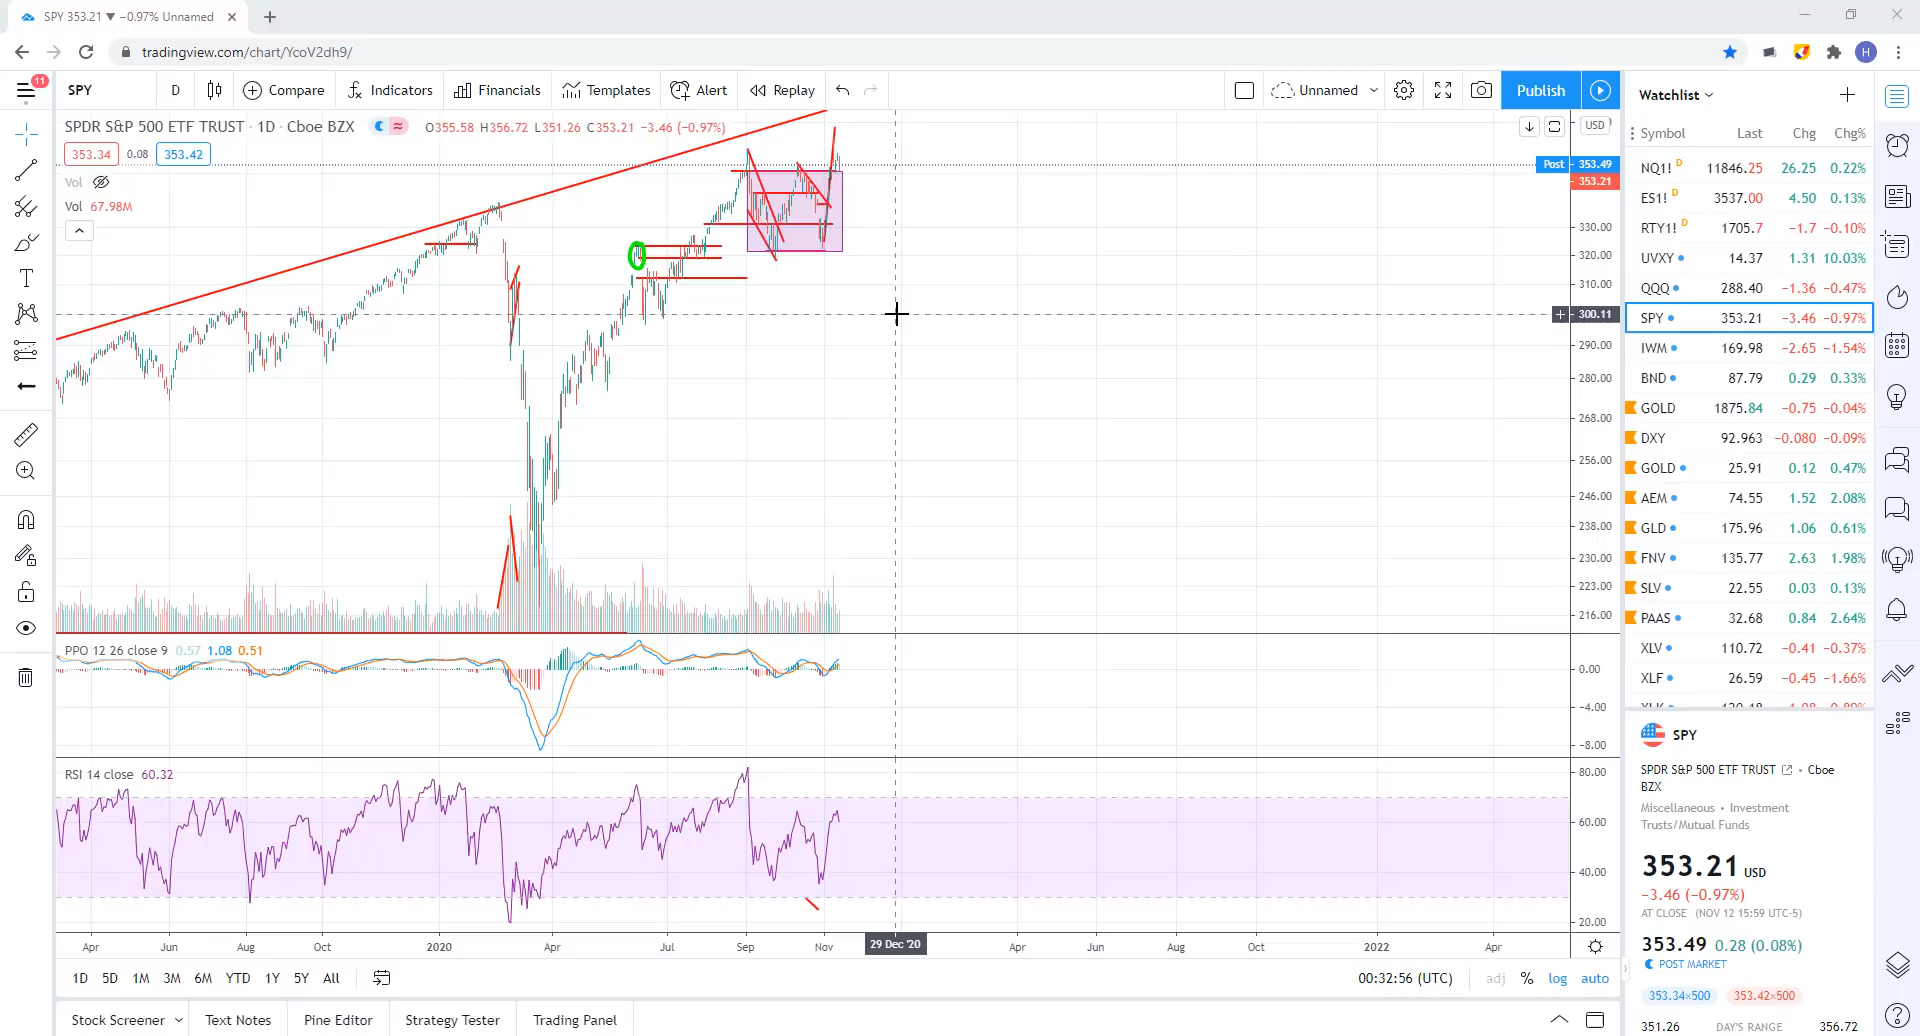 SPY 353.21 ▼ −0.97% Unnamed
tradingview.com/chart/YcoV2dh9/
H
11
SPY D Compare Indicators Financials Templates Alert Replay Unnamed Publish
SPDR S&P 500 ETF TRUST · 1D · Cboe BZX O355.58 H356.72 L351.26 C353.21 −3.46 (−0.97%)
353.34 0.08 353.42
Vol
Vol 67.98M
USD
Post 353.49
353.21
330.00
320.00
310.00
300.11
290.00
280.00
268.00
256.00
246.00
238.00
230.00
223.00
216.00
PPO 12 26 close 9 0.57 1.08 0.51
0.00
−4.00
−8.00
RSI 14 close 60.32
80.00
60.00
40.00
20.00
Apr Jun Aug Oct 2020 Apr Jul Sep Nov 29 Dec '20 Apr Jun Aug Oct 2022 Apr
1D 5D 1M 3M 6M YTD 1Y 5Y All 00:32:56 (UTC) adj % log auto
Stock Screener Text Notes Pine Editor Strategy Tester Trading Panel
Watchlist
Symbol Last Chg Chg%
NQ1! D 11846.25 26.25 0.22%
ES1! D 3537.00 4.50 0.13%
RTY1! D 1705.7 −1.7 −0.10%
UVXY 14.37 1.31 10.03%
QQQ 288.40 −1.36 −0.47%
SPY 353.21 −3.46 −0.97%
IWM 169.98 −2.65 −1.54%
BND 87.79 0.29 0.33%
GOLD 1875.84 −0.75 −0.04%
DXY 92.963 −0.080 −0.09%
GOLD 25.91 0.12 0.47%
AEM 74.55 1.52 2.08%
GLD 175.96 1.06 0.61%
FNV 135.77 2.63 1.98%
SLV 22.55 0.03 0.13%
PAAS 32.68 0.84 2.64%
XLV 110.72 −0.41 −0.37%
XLF 26.59 −0.45 −1.66%
SPY
SPDR S&P 500 ETF TRUST • Cboe
BZX
Miscellaneous • Investment
Trusts/Mutual Funds
353.21 USD
−3.46 (−0.97%)
AT CLOSE (NOV 12 15:59 UTC-5)
353.49 0.28 (0.08%)
POST MARKET
353.34×500 353.42×500
351.26 DAY'S RANGE 356.72